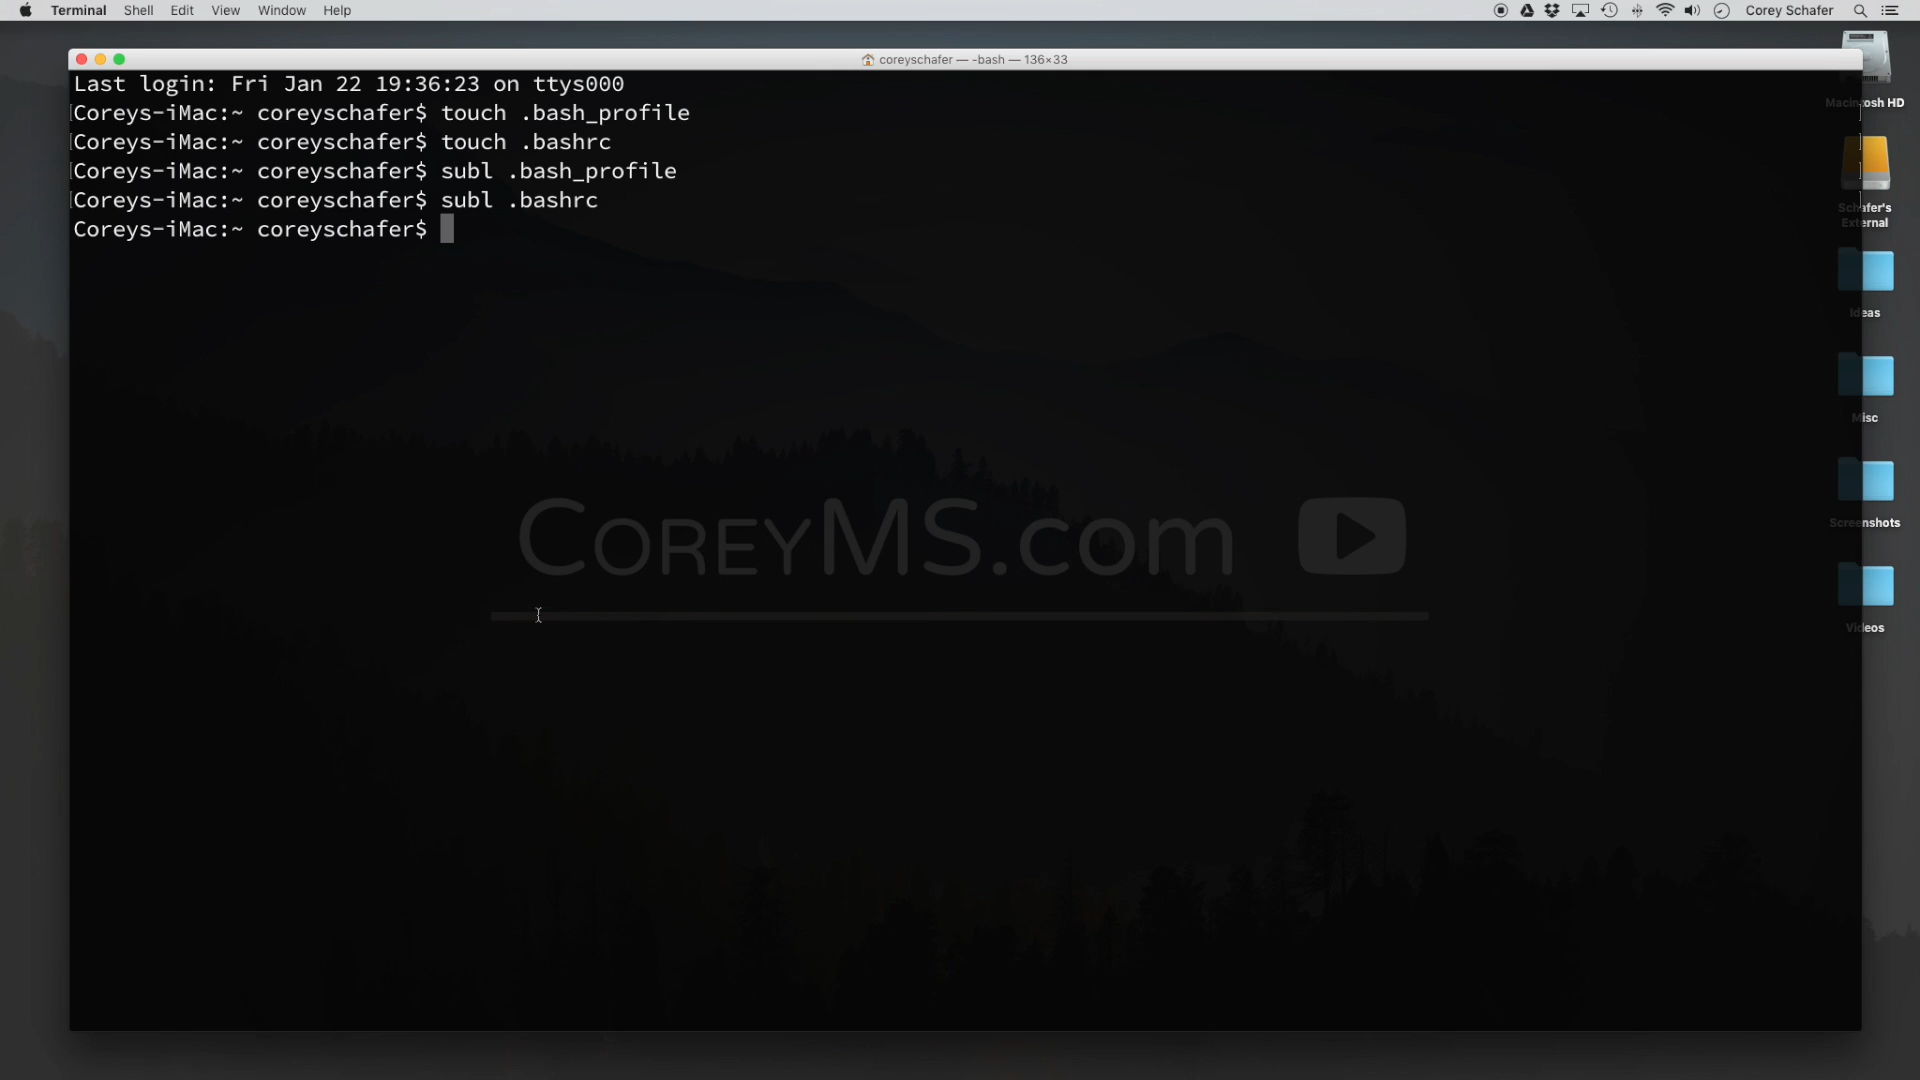 Terminal Shell Edit View Window Help Corey Schafer
coreyschafer — -bash — 136×33
Last login: Fri Jan 22 19:36:23 on ttys000
Coreys-iMac:~ coreyschafer$ touch .bash_profile
Coreys-iMac:~ coreyschafer$ touch .bashrc
Coreys-iMac:~ coreyschafer$ subl .bash_profile
Coreys-iMac:~ coreyschafer$ subl .bashrc
Coreys-iMac:~ coreyschafer$
Macintosh HD
Schafer's
External
Ideas
Misc
Screenshots
Videos
CoreyMS.com